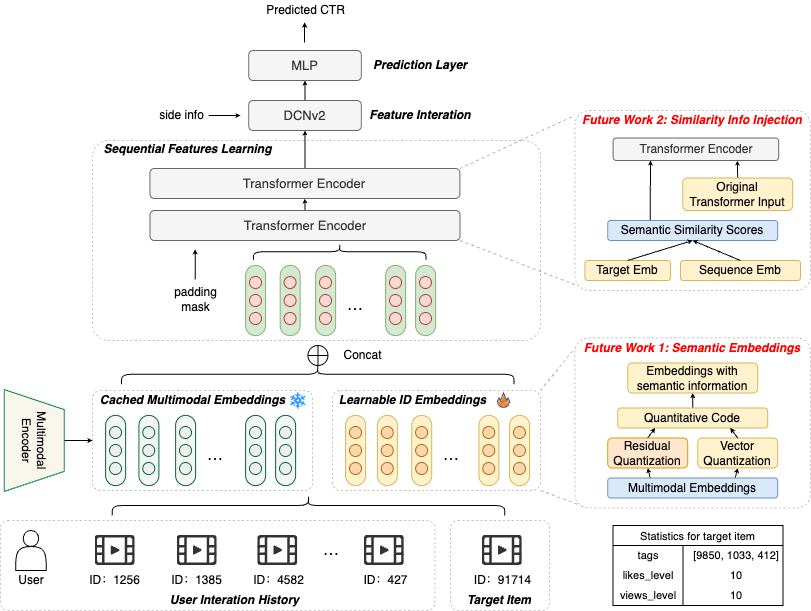 Predicted CTR
MLP
Prediction Layer
side info
DCNv2
Feature Interation
Sequential Features Learning
Transformer Encoder
Transformer Encoder
padding
mask
...
Concat
Future Work 2: Similarity Info Injection
Transformer Encoder
Original
Transformer Input
Semantic Similarity Scores
Target Emb
Sequence Emb
Multimodal
Encoder
Cached Multimodal Embeddings
...
Learnable ID Embeddings
...
Future Work 1: Semantic Embeddings
Embeddings with
semantic information
Quantitative Code
Residual
Quantization
Vector
Quantization
Multimodal Embeddings
User
ID: 1256
ID: 1385
ID: 4582
...
ID: 427
User Interation History
ID: 91714
Target Item
Statistics for target item
tags [9850, 1033, 412]
likes_level 10
views_level 10